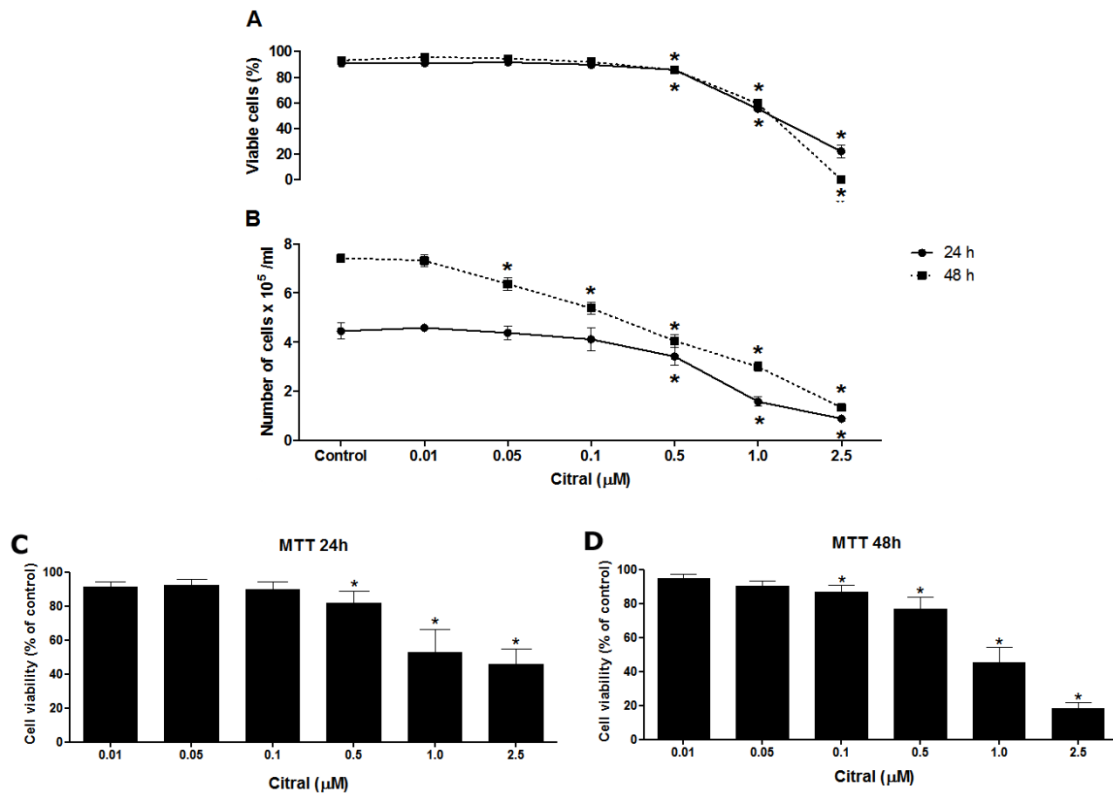 A
Viable cells (%)
100
80
60
40
20
0
* * *
* * *
B
Number of cells x 10⁵ /ml
8
6
4
2
0
* * * * *
* * *
Control 0.01 0.05 0.1 0.5 1.0 2.5
Citral (μM)
24 h
48 h
C
MTT 24h
Cell viability (% of control)
100
80
60
40
20
0
* * *
0.01 0.05 0.1 0.5 1.0 2.5
Citral (μM)
D
MTT 48h
Cell viability (% of control)
100
80
60
40
20
0
* * * *
0.01 0.05 0.1 0.5 1.0 2.5
Citral (μM)